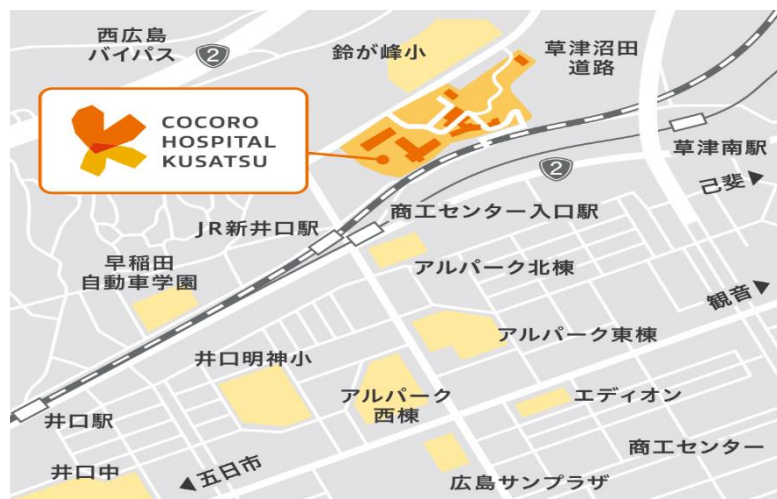 西広島
バイパス
2
鈴が峰小
草津沼田
道路
COCORO
HOSPITAL
KUSATSU
草津南駅
2
己斐▶
商工センター入口駅
JR新井口駅
早稲田
自動車学園
アルパーク北棟
観音▶
アルパーク東棟
井口明神小
アルパーク
西棟
エディオン
井口駅
商工センター
井口中
◀五日市
広島サンプラザ